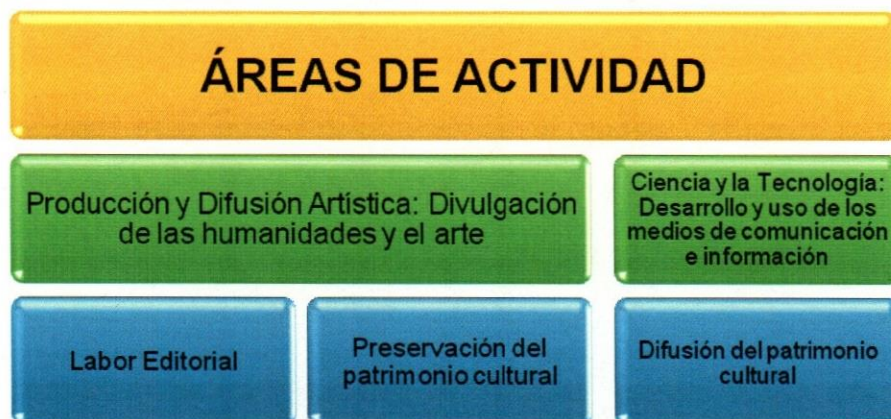 ÁREAS DE ACTIVIDAD
Producción y Difusión Artística: Divulgación
de las humanidades y el arte
Ciencia y la Tecnología:
Desarrollo y uso de los
medios de comunicación
e información
Labor Editorial
Preservación del
patrimonio cultural
Difusión del patrimonio
cultural